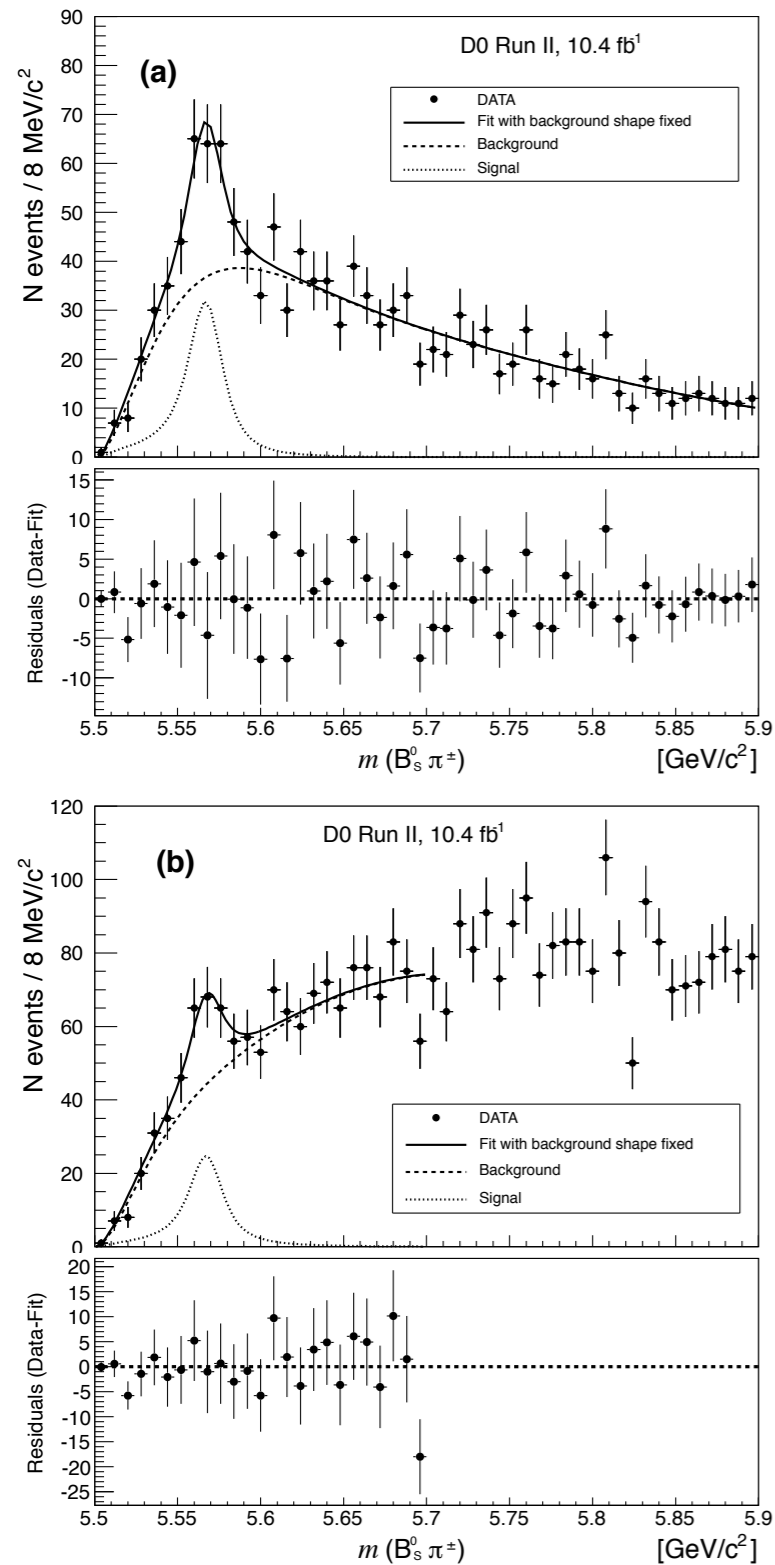 D0 Run II, 10.4 fb-1
(a)
N events / 8 MeV/c2
DATA
Fit with background shape fixed
Background
Signal
90
80
70
60
50
40
30
20
10
0
Residuals (Data-Fit)
15
10
5
0
-5
-10
5.5 5.55 5.6 5.65 5.7 5.75 5.8 5.85 5.9
m (B0s π±) [GeV/c2]
D0 Run II, 10.4 fb-1
(b)
N events / 8 MeV/c2
120
100
80
60
40
20
0
DATA
Fit with background shape fixed
Background
Signal
Residuals (Data-Fit)
20
15
10
5
0
-5
-10
-15
-20
-25
5.5 5.55 5.6 5.65 5.7 5.75 5.8 5.85 5.9
m (B0s π±) [GeV/c2]